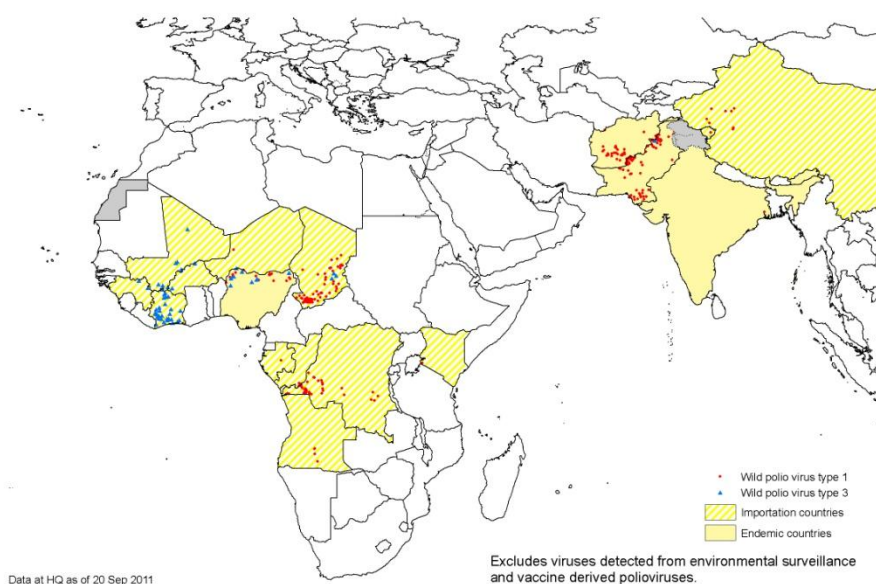 Wild polio virus type 1
Wild polio virus type 3
Importation countries
Endemic countries
Data at HQ as of 20 Sep 2011
Excludes viruses detected from environmental surveillance
and vaccine derived polioviruses.